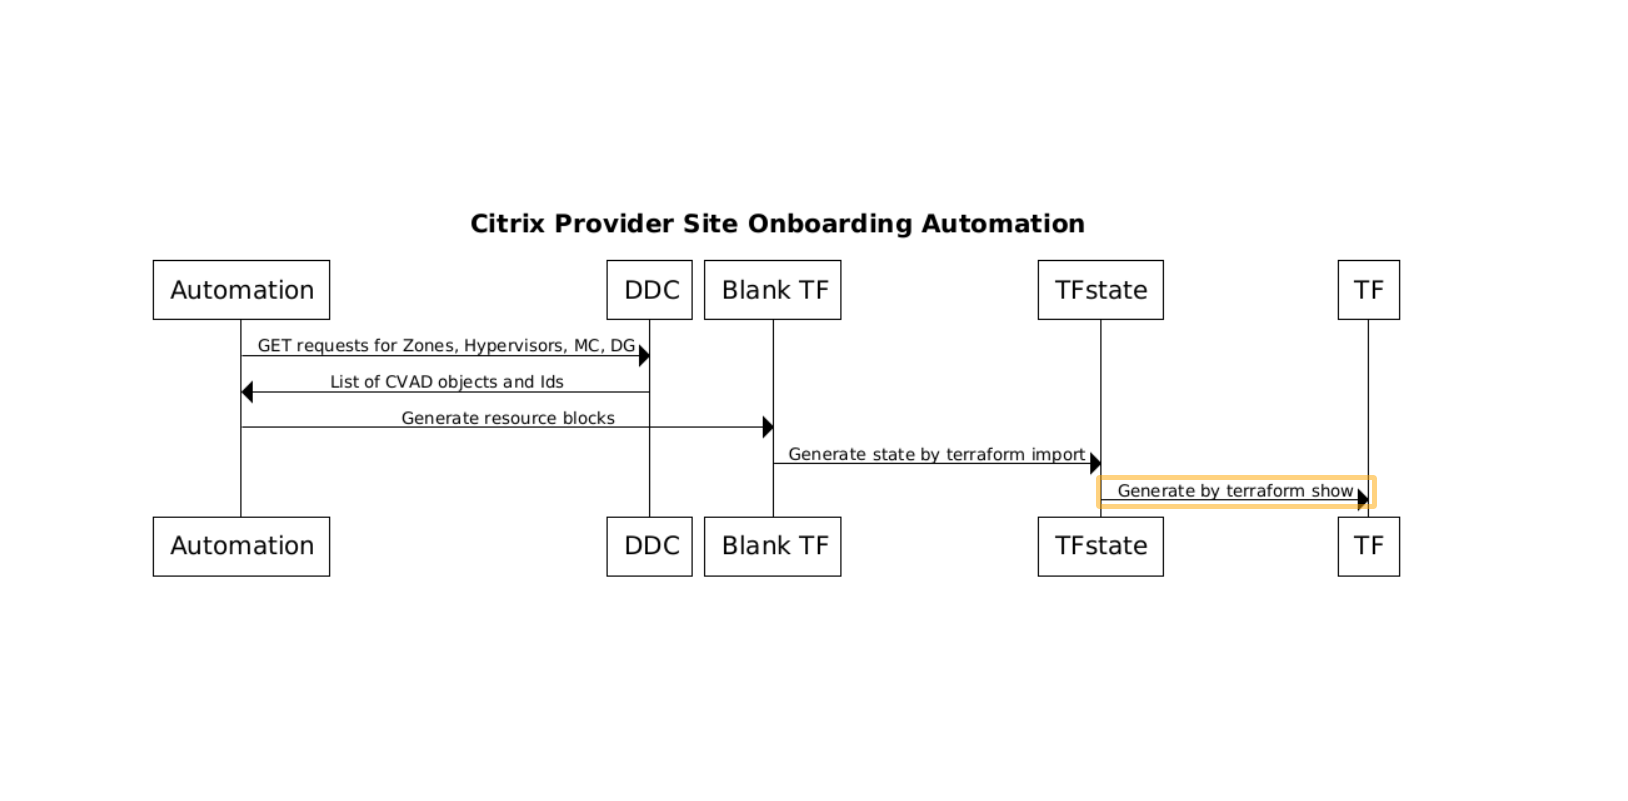 Citrix Provider Site Onboarding Automation
Automation
DDC
Blank TF
TFstate
TF
GET requests for Zones, Hypervisors, MC, DG
List of CVAD objects and Ids
Generate resource blocks
Generate state by terraform import
Generate by terraform show
Automation
DDC
Blank TF
TFstate
TF